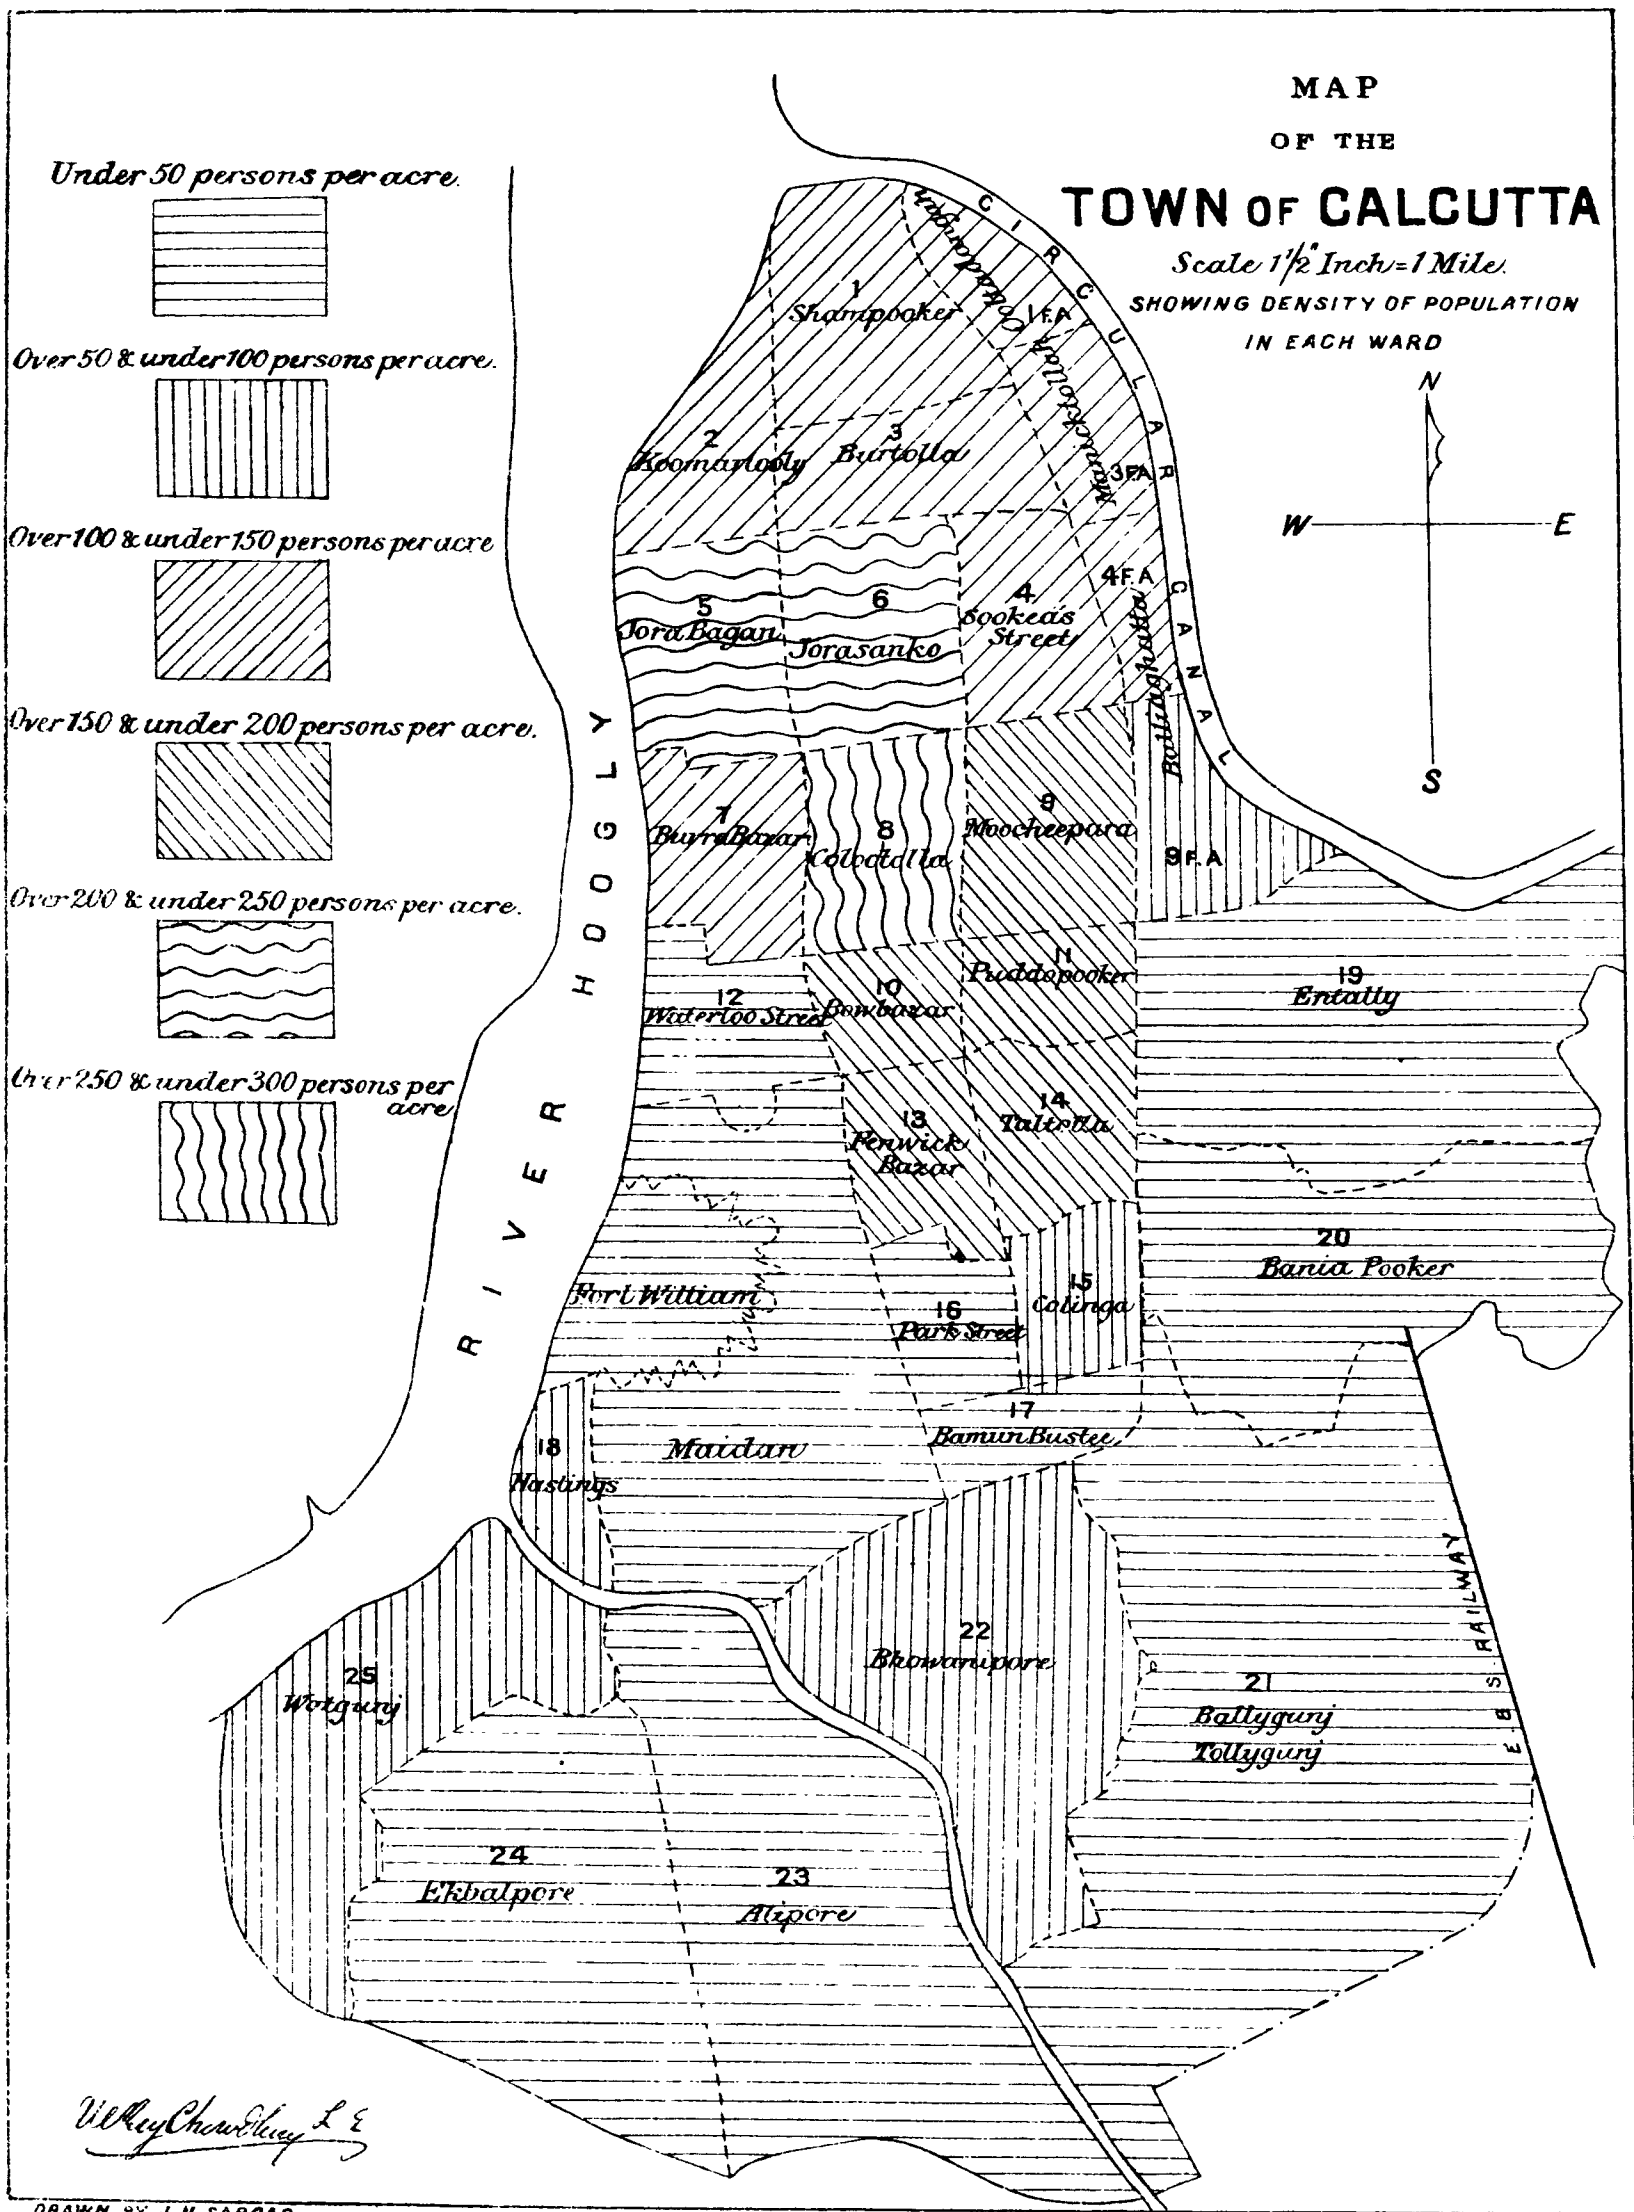 MAP
OF THE
TOWN OF CALCUTTA
Scale 1 1/2" Inch = 1 Mile.
SHOWING DENSITY OF POPULATION
IN EACH WARD
N
W
E
S
Under 50 persons per acre.
Over 50 & under 100 persons per acre.
Over 100 & under 150 persons per acre
Over 150 & under 200 persons per acre.
Over 200 & under 250 persons per acre.
Over 250 & under 300 persons per
acre
CIRCULAR CANAL
RIVER HOOGLY
E. B. S. RAILWAY
1
Shampooker
1 F.A
Manicktollah
2
Koomartooly
3
Burtolla
3 F.A
4
Sookea's
Street
4 F.A
Balliaghatta
5
Jora Bagan
6
Jorasanko
7
Burra Bazar
8
Colootolla
9
Moocheepara
9 F.A
10
Bowbazar
11
Puddopooker
12
Waterloo Street
13
Fenwick
Bazar
14
Taltolla
15
Colinga
16
Park Street
17
Bamun Bustee
18
Hastings
19
Entally
20
Bania Pooker
Fort William
Maidan
21
Ballygunj
Tollygunj
22
Bhowanipore
23
Alipore
24
Ekbalpore
25
Wotgunj
DRAWN BY